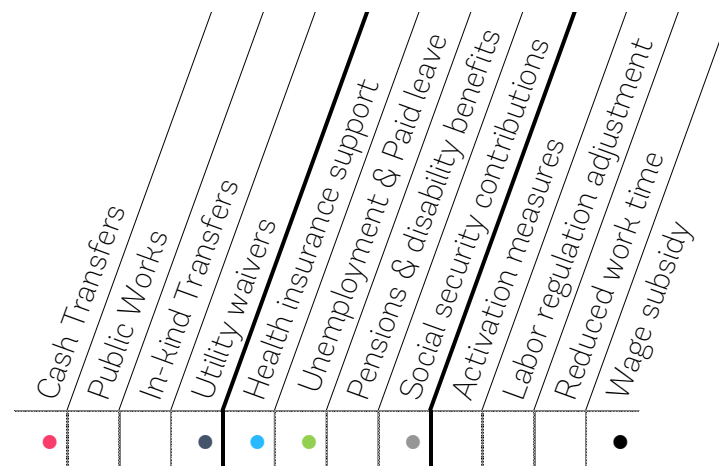 Cash Transfers
Public Works
In-kind Transfers
Utility waivers
Health insurance support
Unemployment & Paid leave
Pensions & disability benefits
Social security contributions
Activation measures
Labor regulation adjustment
Reduced work time
Wage subsidy